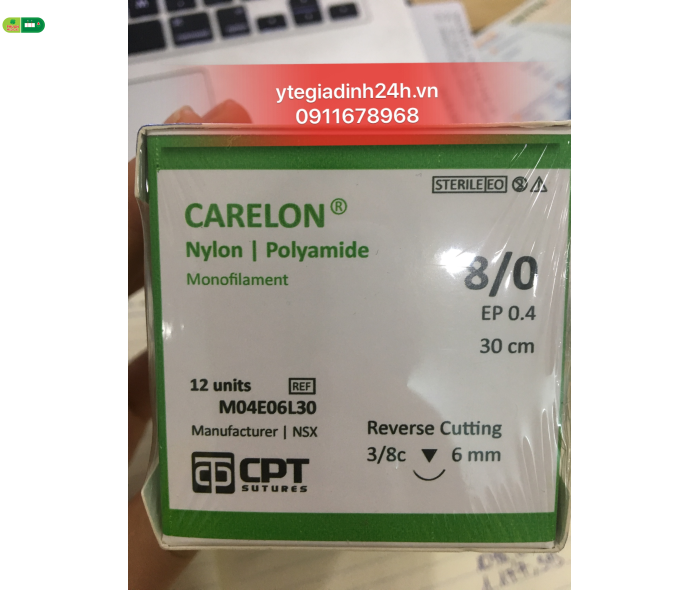 ytegiadinh24h.vn
0911678968
STERILE EO
CARELON®
Nylon | Polyamide
Monofilament
8/0
EP 0.4
30 cm
12 units REF
M04E06L30
Manufacturer | NSX
CPT
SUTURES
Reverse Cutting
3/8c ▼ 6 mm